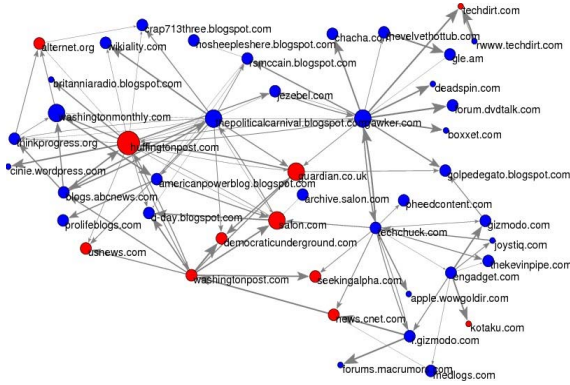 techdirt.com
crap713three.blogspot.com
alternet.org
wikiality.com
nosheepleshere.blogspot.com
chacha.com
thevelvethottub.com
rsmccain.blogspot.com
rwww.techdirt.com
gle.am
britanniaradio.blogspot.com
jezebel.com
deadspin.com
forum.dvdtalk.com
washingtonmonthly.com
thepoliticalcarnival.blogspot.com
gawker.com
boxxet.com
thinkprogress.org
huffingtonpost.com
cinie.wordpress.com
guardian.co.uk
golpedegato.blogspot.com
americanpowerblog.blogspot.com
blogs.abcnews.com
archive.salon.com
pheedcontent.com
prolifeblogs.com
d-day.blogspot.com
salon.com
techchuck.com
gizmodo.com
democraticunderground.com
joystiq.com
usnews.com
thekevinpipe.com
washingtonpost.com
seekingalpha.com
engadget.com
apple.wowgoldir.com
news.cnet.com
kotaku.com
i.gizmodo.com
forums.macrumors.com
medlogs.com